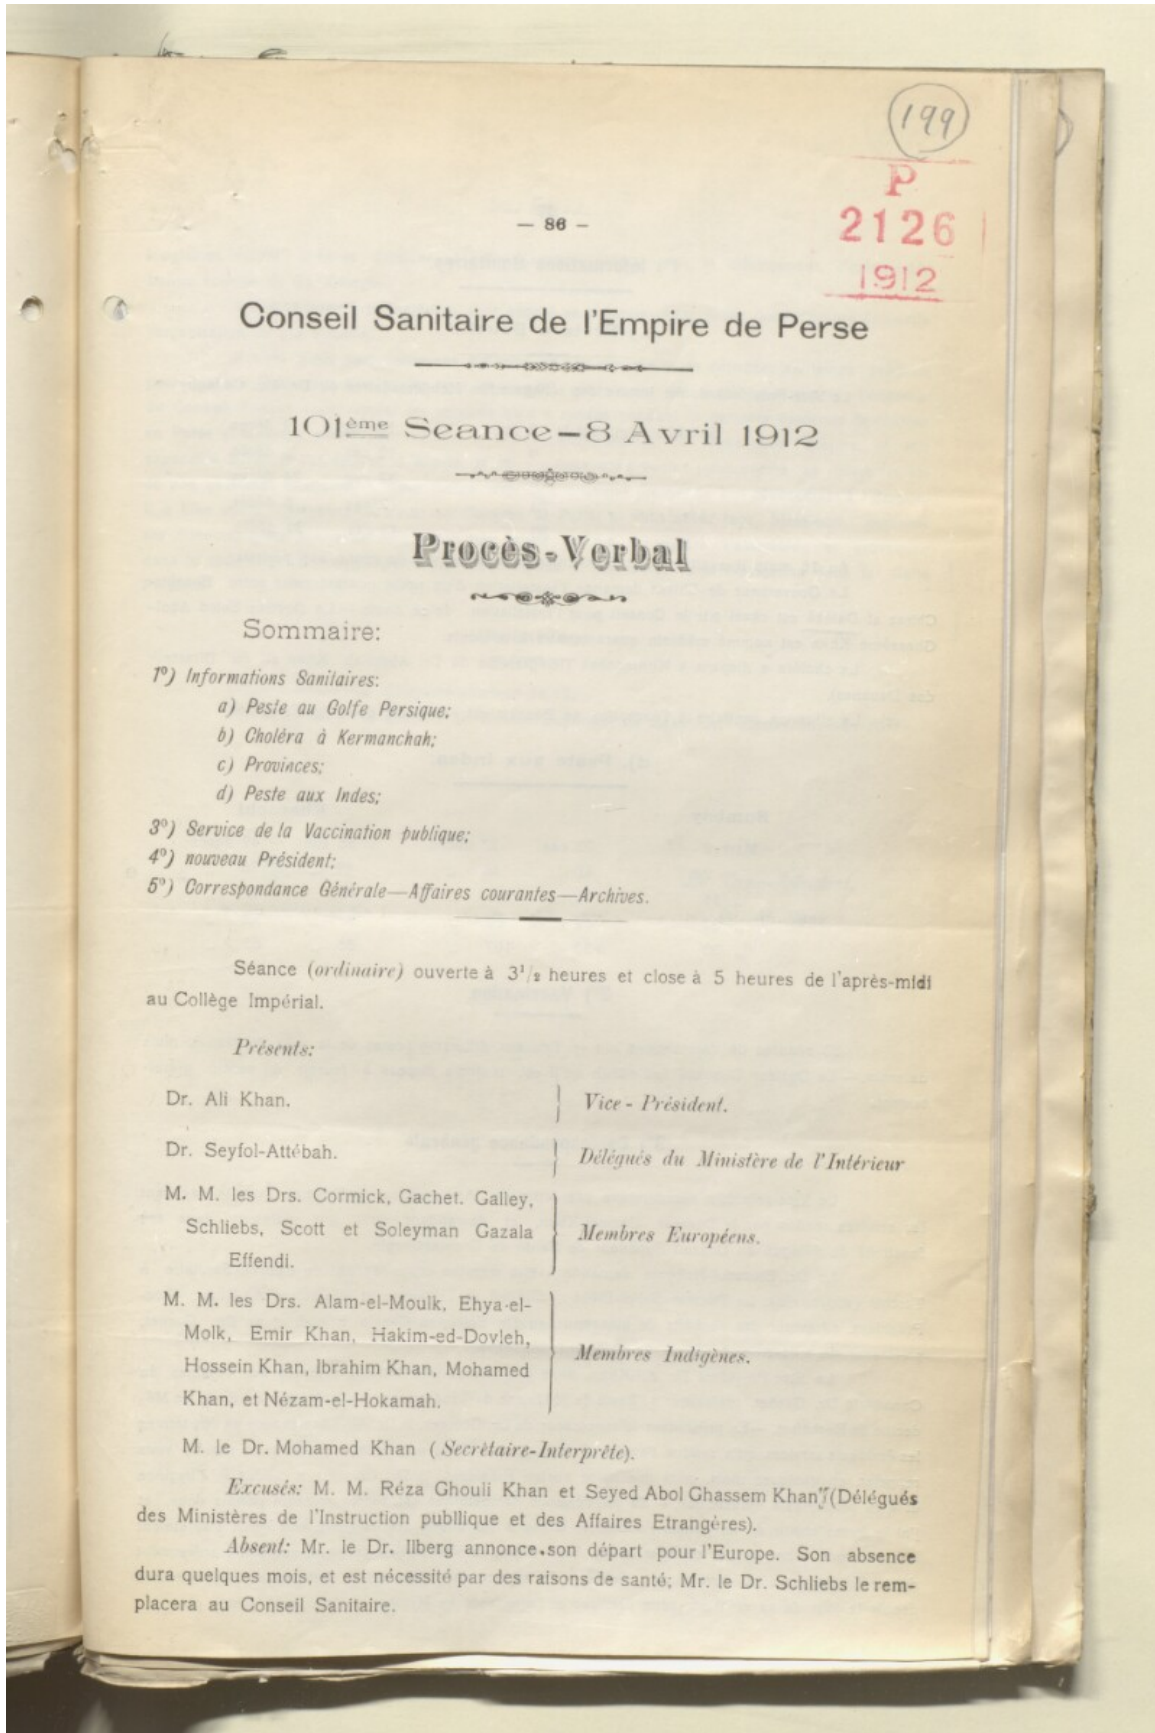 199
P
2126
1912
— 86 —
Conseil Sanitaire de l'Empire de Perse
101ème Seance—8 Avril 1912
Procès-Verbal
Sommaire:
1º) Informations Sanitaires:
a) Peste au Golfe Persique;
b) Choléra à Kermanchah;
c) Provinces;
d) Peste aux Indes;
3º) Service de la Vaccination publique;
4º) nouveau Président;
5º) Correspondance Générale—Affaires courantes—Archives.
Séance (ordinaire) ouverte à 3¹/₂ heures et close à 5 heures de l'après-midi
au Collège Impérial.
Présents:
Dr. Ali Khan. } Vice-Président.
Dr. Seyfol-Attébah. } Délégués du Ministère de l'Intérieur
M. M. les Drs. Cormick, Gachet. Galley,
Schliebs, Scott et Soleyman Gazala
Effendi.
} Membres Européens.
M. M. les Drs. Alam-el-Moulk, Ehya-el-
Molk, Emir Khan, Hakim-ed-Dovleh,
Hossein Khan, Ibrahim Khan, Mohamed
Khan, et Nézam-el-Hokamah.
} Membres Indigènes.
M. le Dr. Mohamed Khan (Secrètaire-Interprête).
Excusés: M. M. Réza Ghouli Khan et Seyed Abol Ghassem Khan (Délégués
des Ministères de l'Instruction publlique et des Affaires Etrangères).
Absent: Mr. le Dr. Ilberg annonce.son départ pour l'Europe. Son absence
dura quelques mois, et est nécessité par des raisons de santé; Mr. le Dr. Schliebs le rem-
placera au Conseil Sanitaire.